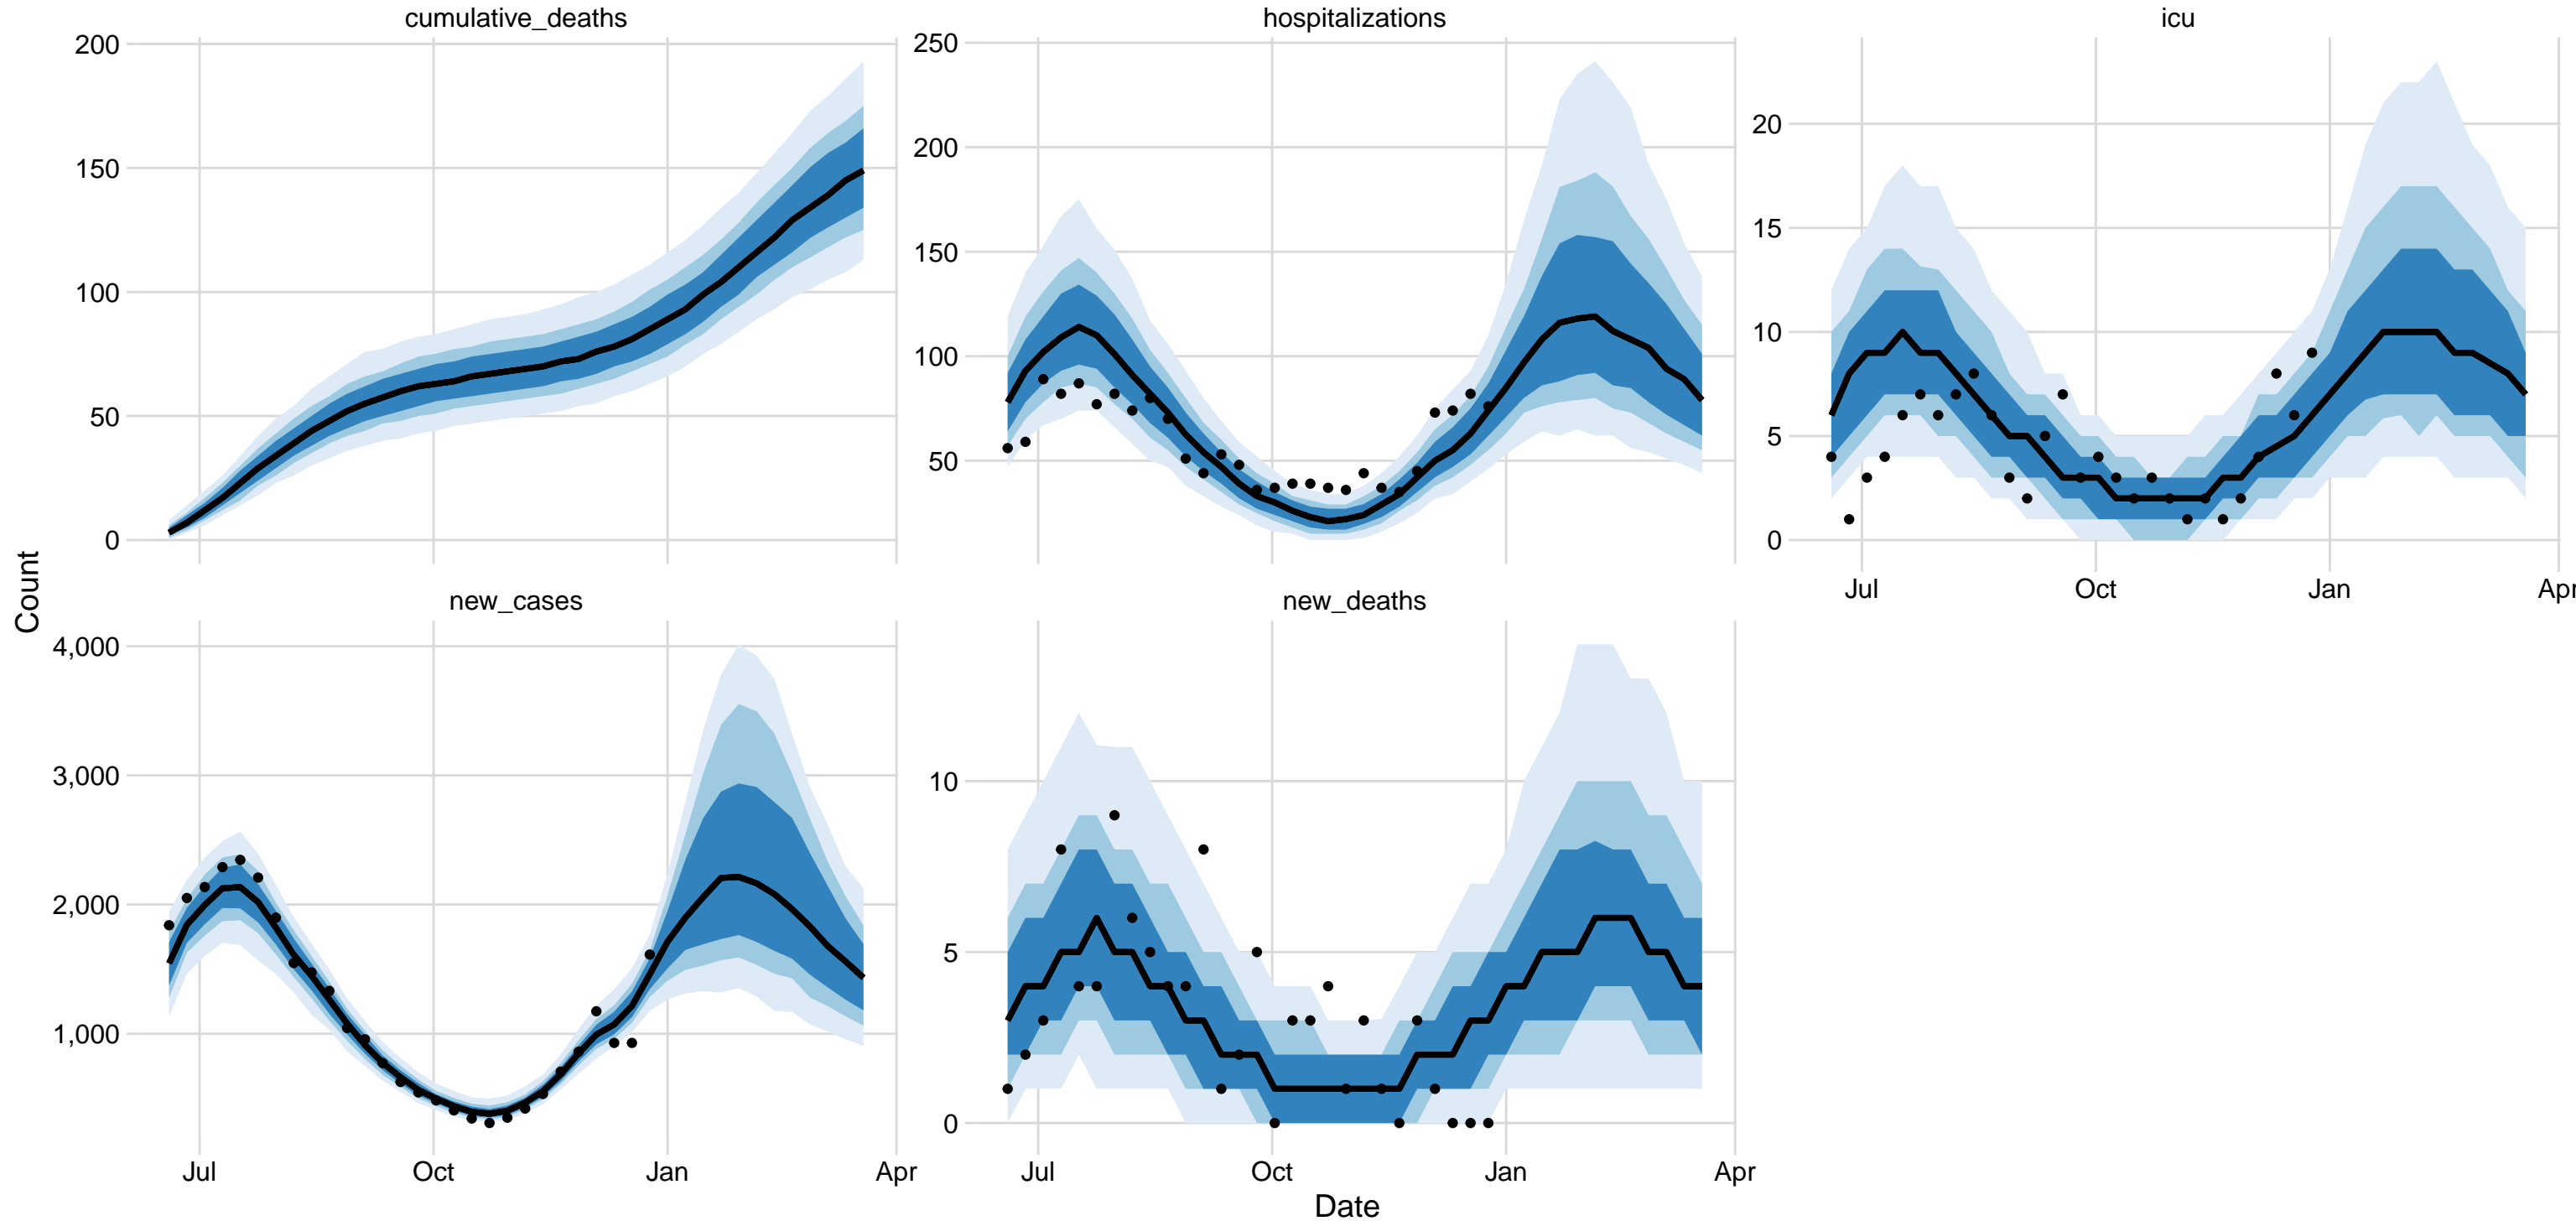 cumulative_deaths
200
150
100
50
0
hospitalizations
250
200
150
100
50
icu
20
15
10
5
0
Jul
Oct
Jan
Apr
Count
new_cases
4,000
3,000
2,000
1,000
Jul
Oct
Jan
Apr
new_deaths
10
5
0
Jul
Oct
Jan
Apr
Date